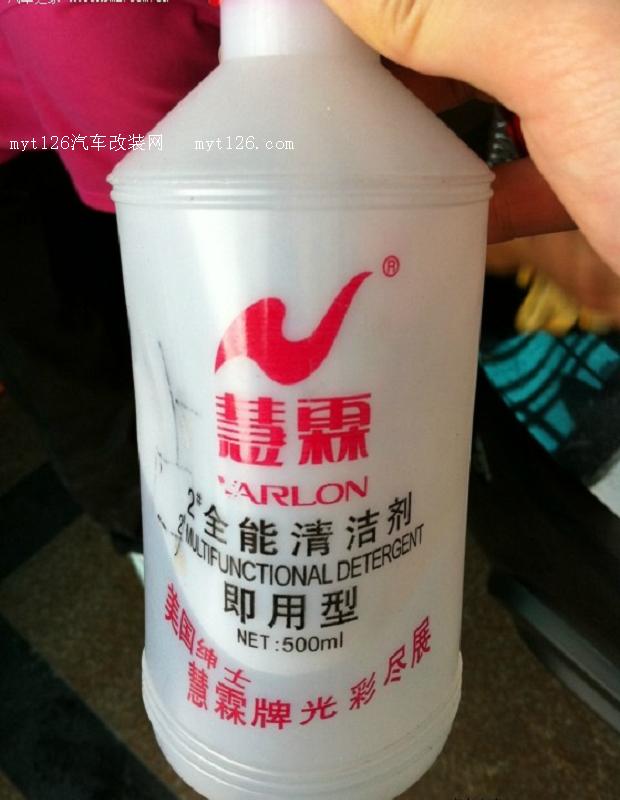 myt126汽车改装网 myt126.com
®
慧霖
VARLON
2#全能清洁剂
2# MULTIFUNCTIONAL DETERGENT
即用型
NET:500ml
美国绅士
慧霖牌光彩尽展